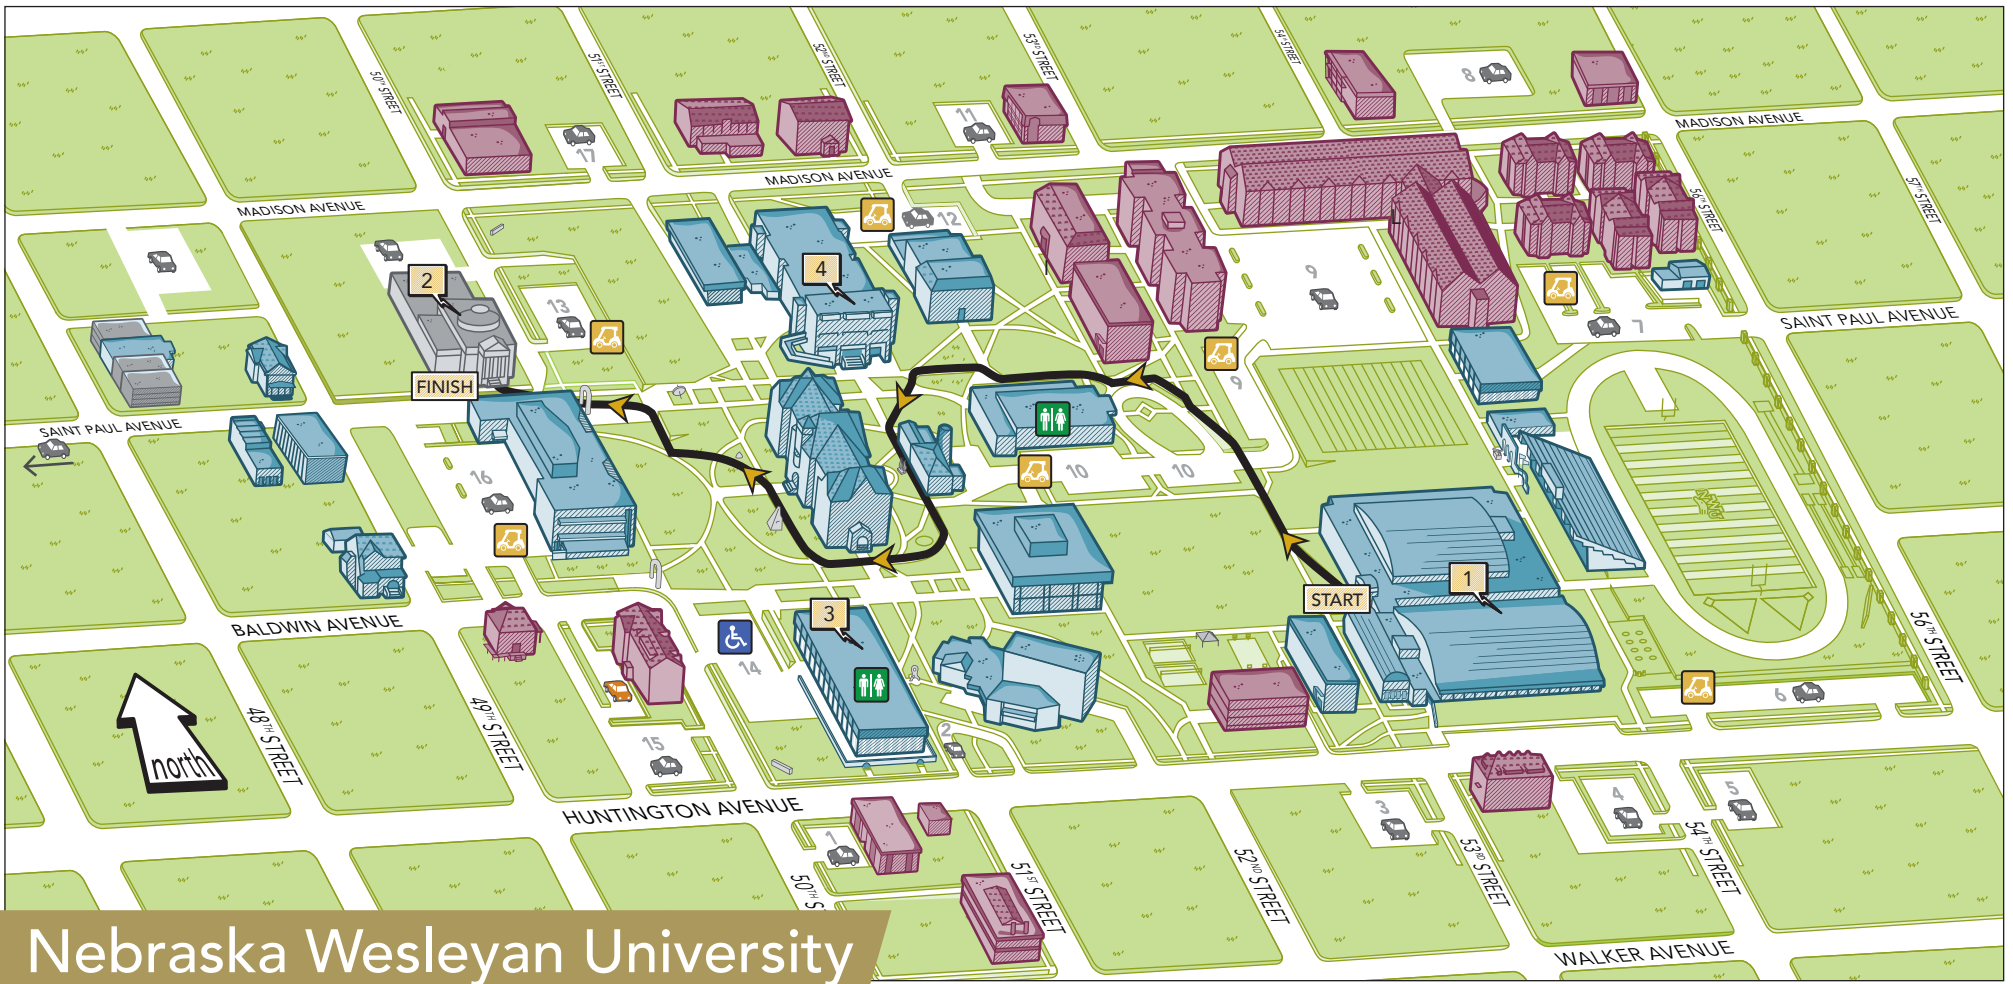 50TH STREET
51ST STREET
52ND STREET
53RD STREET
54TH STREET
8
MADISON AVENUE
11
17
MADISON AVENUE
MADISON AVENUE
56TH STREET
57TH STREET
12
4
2
9
13
7
SAINT PAUL AVENUE
FINISH
9
SAINT PAUL AVENUE
16
10
10
NWU
1
START
BALDWIN AVENUE
3
14
56TH STREET
6
north
48TH STREET
49TH STREET
15
2
HUNTINGTON AVENUE
1
3
4
5
50TH S
51ST STREET
52ND STREET
53RD STREET
54TH STREET
WALKER AVENUE
Nebraska Wesleyan University